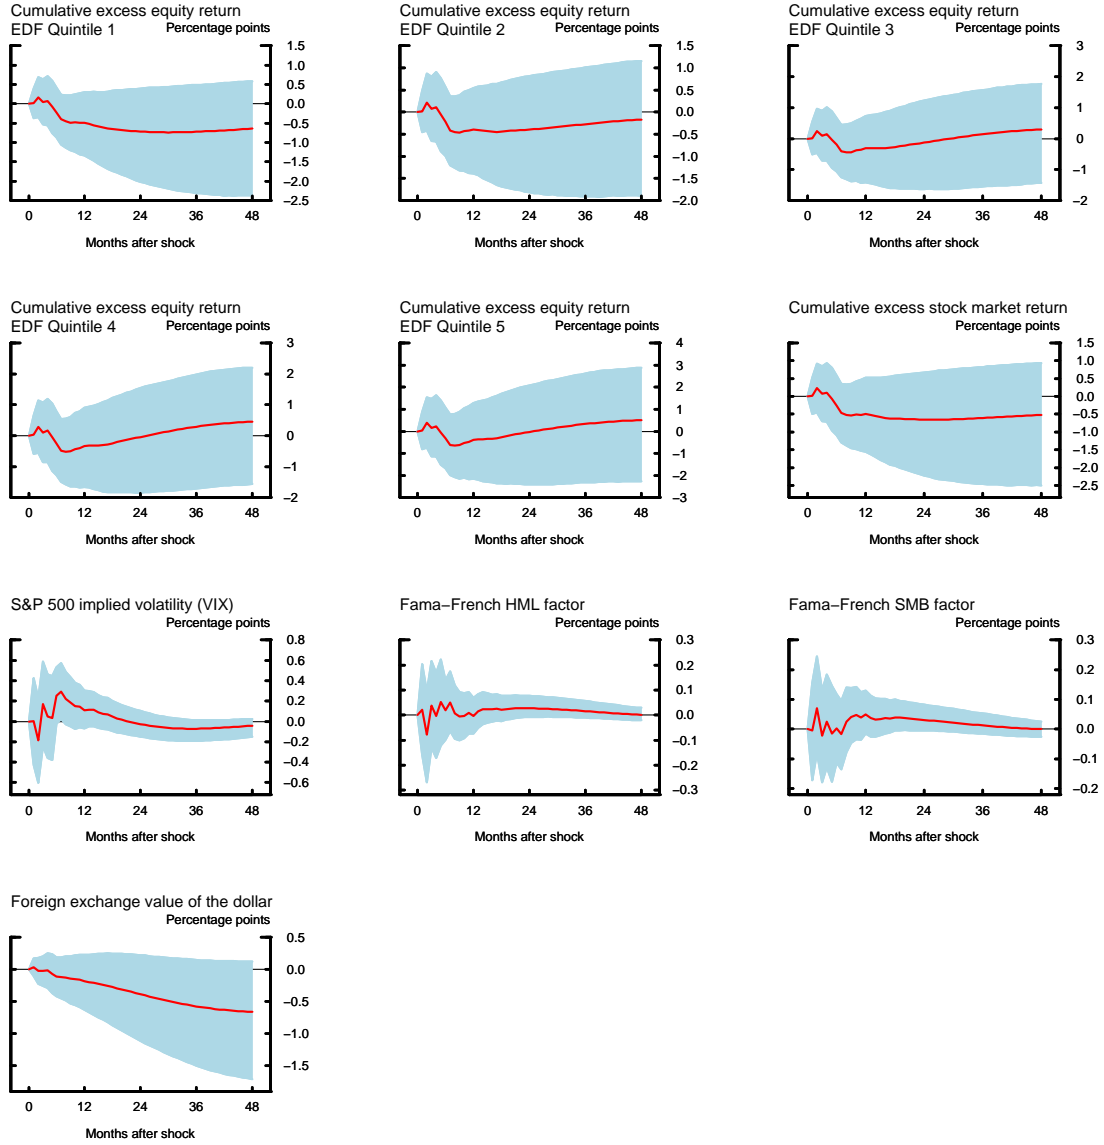 Cumulative excess equity return
EDF Quintile 1
Percentage points
1.5
1.0
0.5
0.0
−0.5
−1.0
−1.5
−2.0
−2.5
0 12 24 36 48
Months after shock
Cumulative excess equity return
EDF Quintile 2
Percentage points
1.5
1.0
0.5
0.0
−0.5
−1.0
−1.5
−2.0
0 12 24 36 48
Months after shock
Cumulative excess equity return
EDF Quintile 3
Percentage points
3
2
1
0
−1
−2
0 12 24 36 48
Months after shock
Cumulative excess equity return
EDF Quintile 4
Percentage points
3
2
1
0
−1
−2
0 12 24 36 48
Months after shock
Cumulative excess equity return
EDF Quintile 5
Percentage points
4
3
2
1
0
−1
−2
−3
0 12 24 36 48
Months after shock
Cumulative excess stock market return
Percentage points
1.5
1.0
0.5
0.0
−0.5
−1.0
−1.5
−2.0
−2.5
0 12 24 36 48
Months after shock
S&P 500 implied volatility (VIX)
Percentage points
0.8
0.6
0.4
0.2
0.0
−0.2
−0.4
−0.6
0 12 24 36 48
Months after shock
Fama−French HML factor
Percentage points
0.3
0.2
0.1
0.0
−0.1
−0.2
−0.3
0 12 24 36 48
Months after shock
Fama−French SMB factor
Percentage points
0.3
0.2
0.1
0.0
−0.1
−0.2
0 12 24 36 48
Months after shock
Foreign exchange value of the dollar
Percentage points
0.5
0.0
−0.5
−1.0
−1.5
0 12 24 36 48
Months after shock